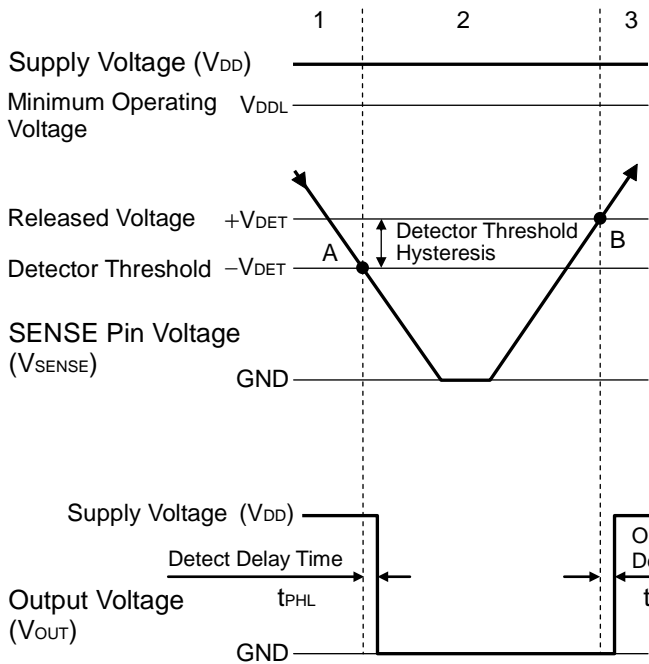 1 2 3
Supply Voltage (VDD)
Minimum Operating Voltage VDDL
Released Voltage +VDET
Detector Threshold Hysteresis
A
B
Detector Threshold −VDET
SENSE Pin Voltage
(VSENSE)
GND
Supply Voltage (VDD)
Detect Delay Time
tPHL
Output Voltage
(VOUT)
GND